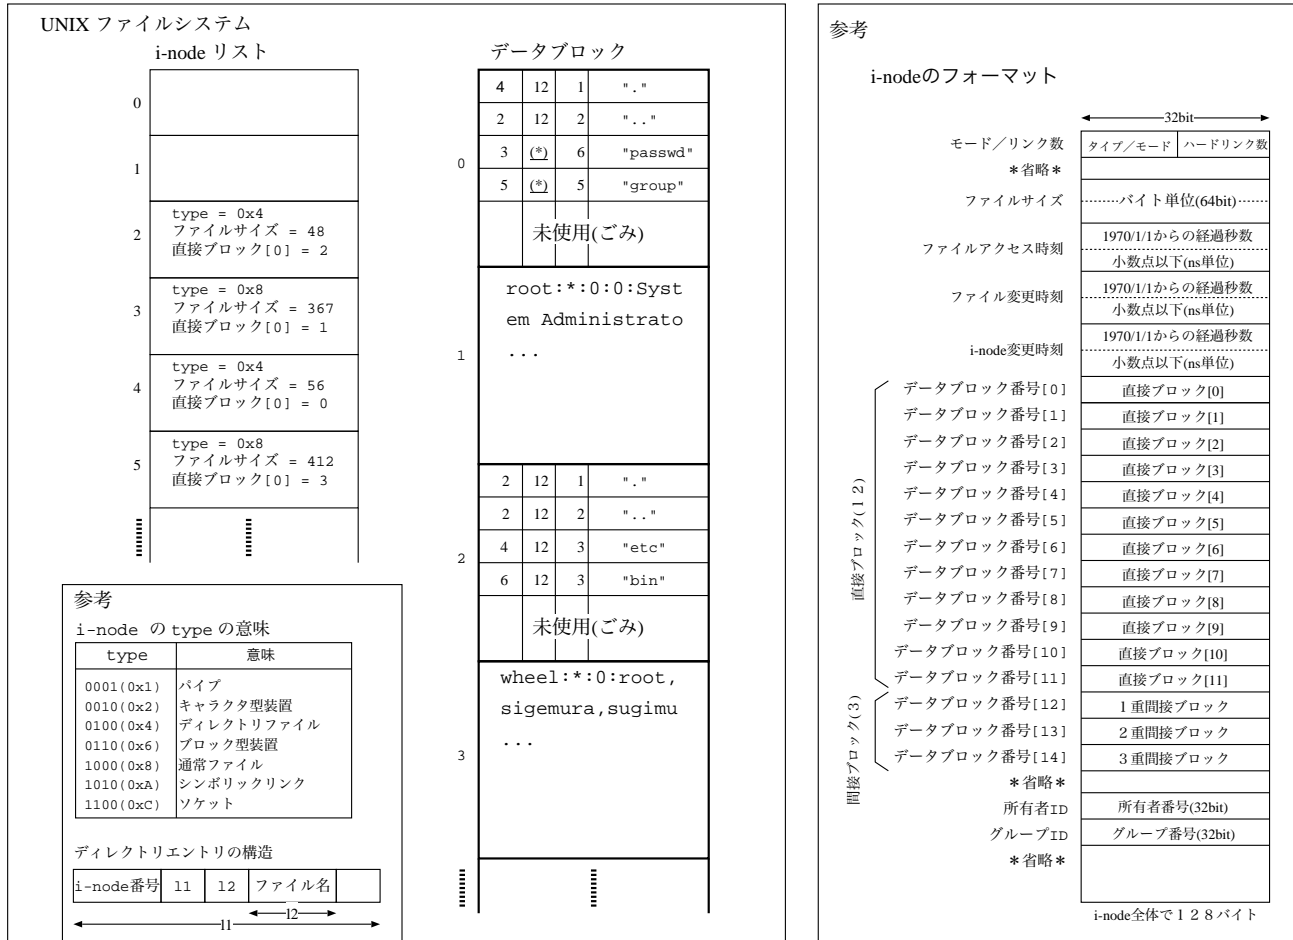 UNIX ファイルシステム
i-node リスト
0
1
2
type = 0x4
ファイルサイズ = 48
直接ブロック[0] = 2
3
type = 0x8
ファイルサイズ = 367
直接ブロック[0] = 1
4
type = 0x4
ファイルサイズ = 56
直接ブロック[0] = 0
5
type = 0x8
ファイルサイズ = 412
直接ブロック[0] = 3
データブロック
0
4 12 1 "."
2 12 2 ".."
3 (*) 6 "passwd"
5 (*) 5 "group"
未使用(ごみ)
1
root:*:0:0:Syst
em Administrato
...
2
2 12 1 "."
2 12 2 ".."
4 12 3 "etc"
6 12 3 "bin"
未使用(ごみ)
3
wheel:*:0:root,
sigemura,sugimu
...
参考
i-node の type の意味
type 意味
0001(0x1) パイプ
0010(0x2) キャラクタ型装置
0100(0x4) ディレクトリファイル
0110(0x6) ブロック型装置
1000(0x8) 通常ファイル
1010(0xA) シンボリックリンク
1100(0xC) ソケット
ディレクトリエントリの構造
i-node番号 l1 l2 ファイル名
l2
l1
参考
i-nodeのフォーマット
32bit
モード／リンク数 タイプ／モード ハードリンク数
＊省略＊
ファイルサイズ バイト単位(64bit)
ファイルアクセス時刻 1970/1/1からの経過秒数
小数点以下(ns単位)
ファイル変更時刻 1970/1/1からの経過秒数
小数点以下(ns単位)
i-node変更時刻 1970/1/1からの経過秒数
小数点以下(ns単位)
直接ブロック(１２)
データブロック番号[0] 直接ブロック[0]
データブロック番号[1] 直接ブロック[1]
データブロック番号[2] 直接ブロック[2]
データブロック番号[3] 直接ブロック[3]
データブロック番号[4] 直接ブロック[4]
データブロック番号[5] 直接ブロック[5]
データブロック番号[6] 直接ブロック[6]
データブロック番号[7] 直接ブロック[7]
データブロック番号[8] 直接ブロック[8]
データブロック番号[9] 直接ブロック[9]
データブロック番号[10] 直接ブロック[10]
データブロック番号[11] 直接ブロック[11]
間接ブロック(３)
データブロック番号[12] １重間接ブロック
データブロック番号[13] ２重間接ブロック
データブロック番号[14] ３重間接ブロック
＊省略＊
所有者ID 所有者番号(32bit)
グループID グループ番号(32bit)
＊省略＊
i-node全体で１２８バイト